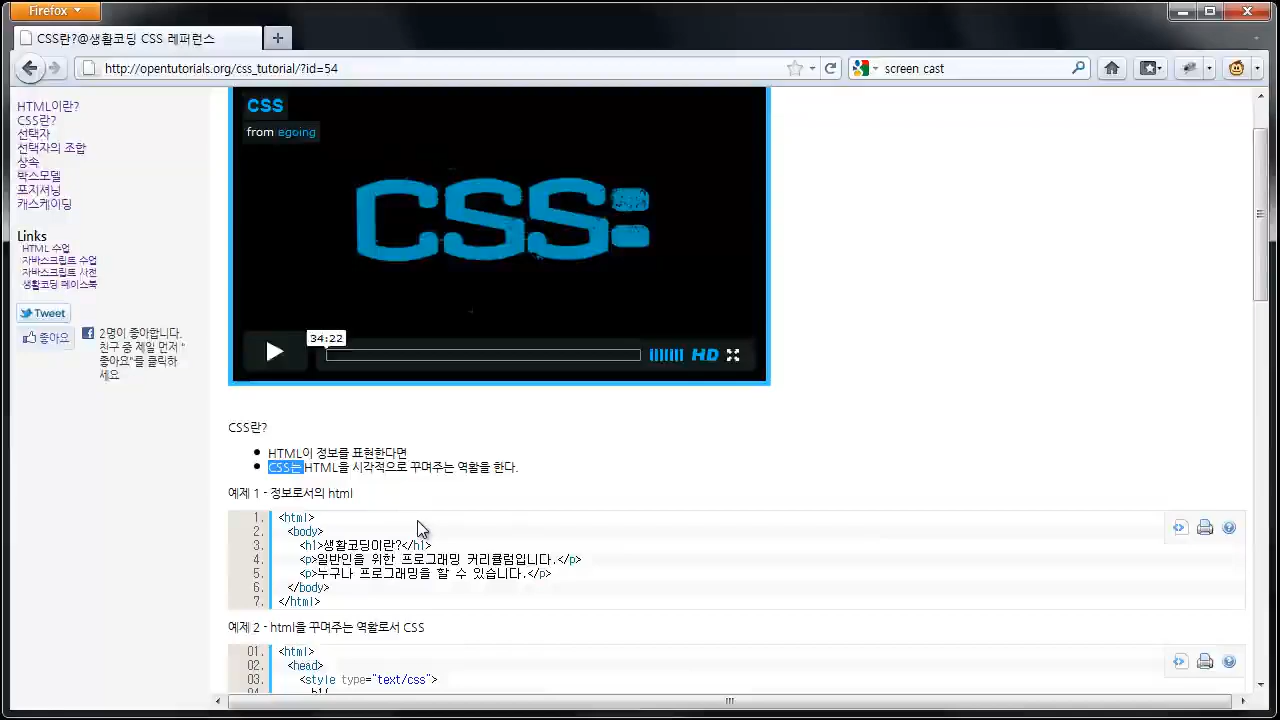 Firefox
CSS란?@생활코딩 CSS 레퍼런스
http://opentutorials.org/css_tutorial/?id=54
screen cast
HTML이란?
CSS란?
선택자
선택자의 조합
상속
박스모델
포지셔닝
캐스케이딩
Links
HTML 수업
자바스크립트 수업
자바스크립트 사전
생활코딩 페이스북
Tweet
좋아요
2명이 좋아합니다.
친구 중 제일 먼저 "
좋아요"를 클릭하
세요
CSS
from egoing
CSS:
34:22
HD
CSS란?
HTML이 정보를 표현한다면
CSS는 HTML을 시각적으로 꾸며주는 역활을 한다.
예제 1 - 정보로서의 html
1. <html>
2. <body>
3. <h1>생활코딩이란?</h1>
4. <p>일반인을 위한 프로그래밍 커리큘럼입니다.</p>
5. <p>누구나 프로그래밍을 할 수 있습니다.</p>
6. </body>
7. </html>
예제 2 - html을 꾸며주는 역활로서 CSS
01. <html>
02. <head>
03. <style type="text/css">
04. h1{